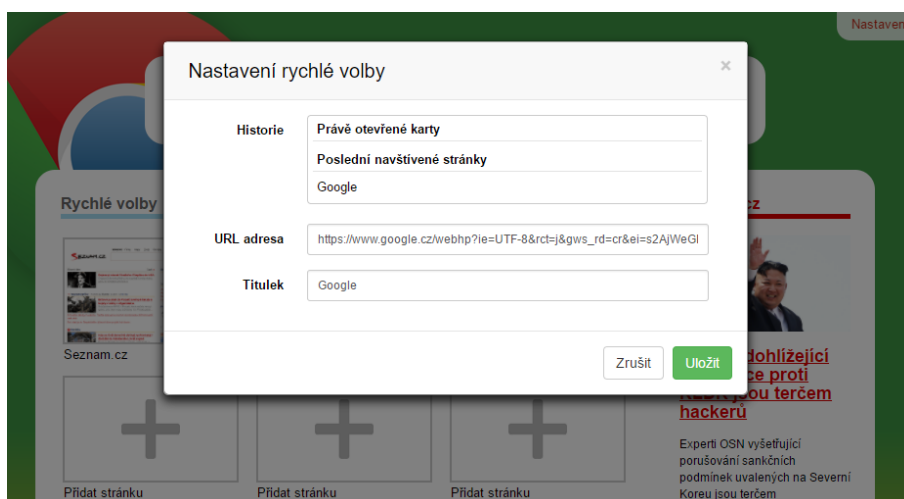 Nastaven
Nastavení rychlé volby
×
Historie
Právě otevřené karty
Poslední navštívené stránky
Google
URL adresa
https://www.google.cz/webhp?ie=UTF-8&rct=j&gws_rd=cr&ei=s2AjWeGl
Titulek
Google
Zrušit
Uložit
Rychlé volby
Seznam.cz
Přidat stránku
Přidat stránku
Přidat stránku
cz
dohlížející
ce proti
jsou terčem
hackerů
Experti OSN vyšetřující
porušování sankčních
podmínek uvalených na Severní
Koreu jsou terčem